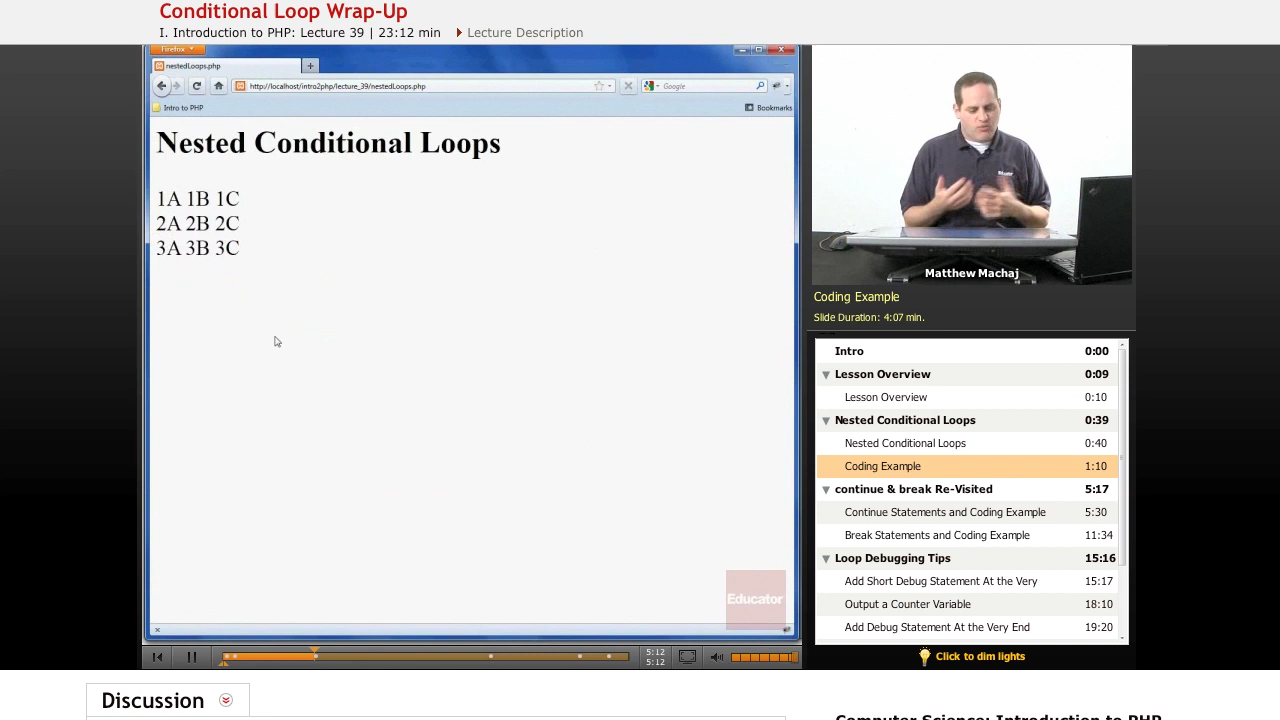 Conditional Loop Wrap-Up
I. Introduction to PHP: Lecture 39 | 23:12 min
Lecture Description
Firefox
nestedLoops.php
http://localhost/intro2php/lecture_39/nestedLoops.php
Google
Intro to PHP
Bookmarks
Nested Conditional Loops
1A 1B 1C
2A 2B 2C
3A 3B 3C
Educator
5:12
5:12
Matthew Machaj
Coding Example
Slide Duration: 4:07 min.
Intro 0:00
Lesson Overview 0:09
Lesson Overview 0:10
Nested Conditional Loops 0:39
Nested Conditional Loops 0:40
Coding Example 1:10
continue & break Re-Visited 5:17
Continue Statements and Coding Example 5:30
Break Statements and Coding Example 11:34
Loop Debugging Tips 15:16
Add Short Debug Statement At the Very 15:17
Output a Counter Variable 18:10
Add Debug Statement At the Very End 19:20
Click to dim lights
Discussion
Computer Science: Introduction to PHP